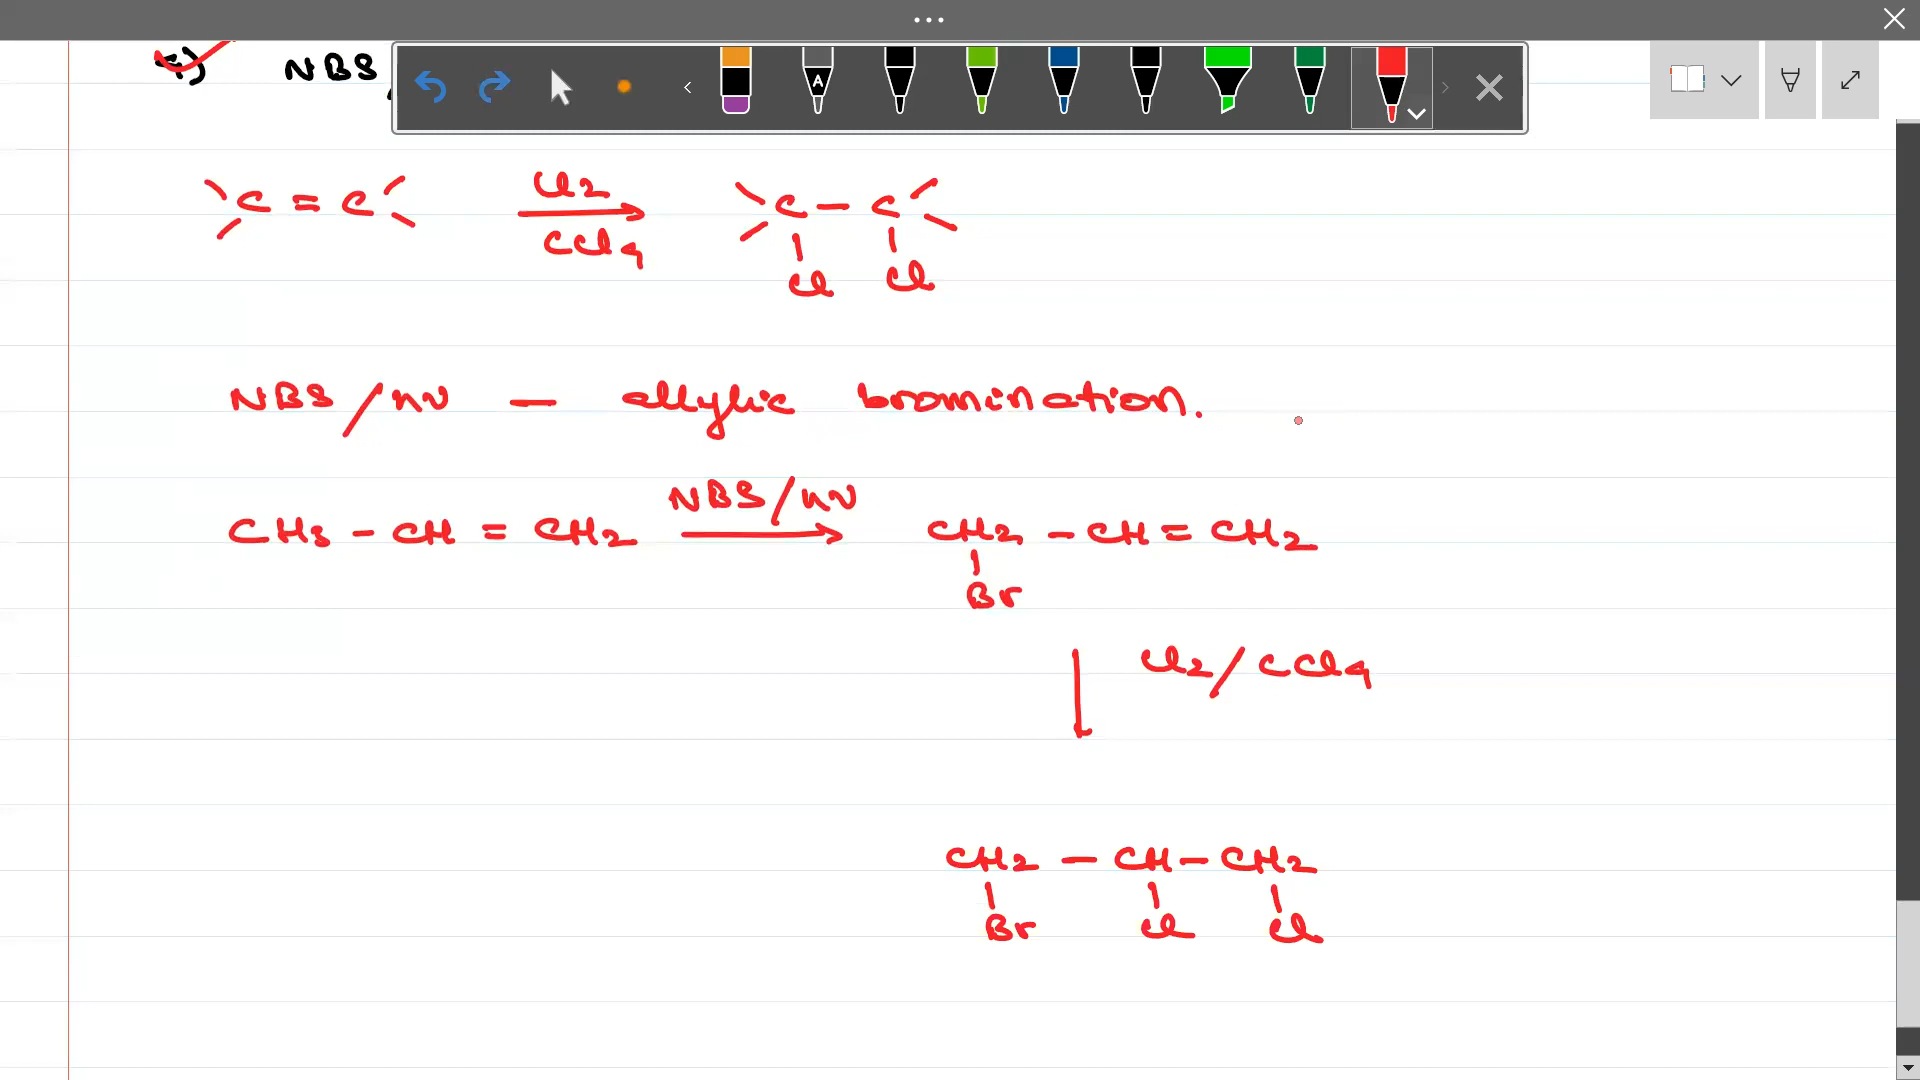 4) NBS
>C = C< Cl2 / CCl4 → >C - C<
Cl Cl
NBS/hν - allylic bromination.
CH3 - CH = CH2 NBS/hν → CH2 - CH = CH2
Br
↓ Cl2/CCl4
CH2 - CH - CH2
Br Cl Cl